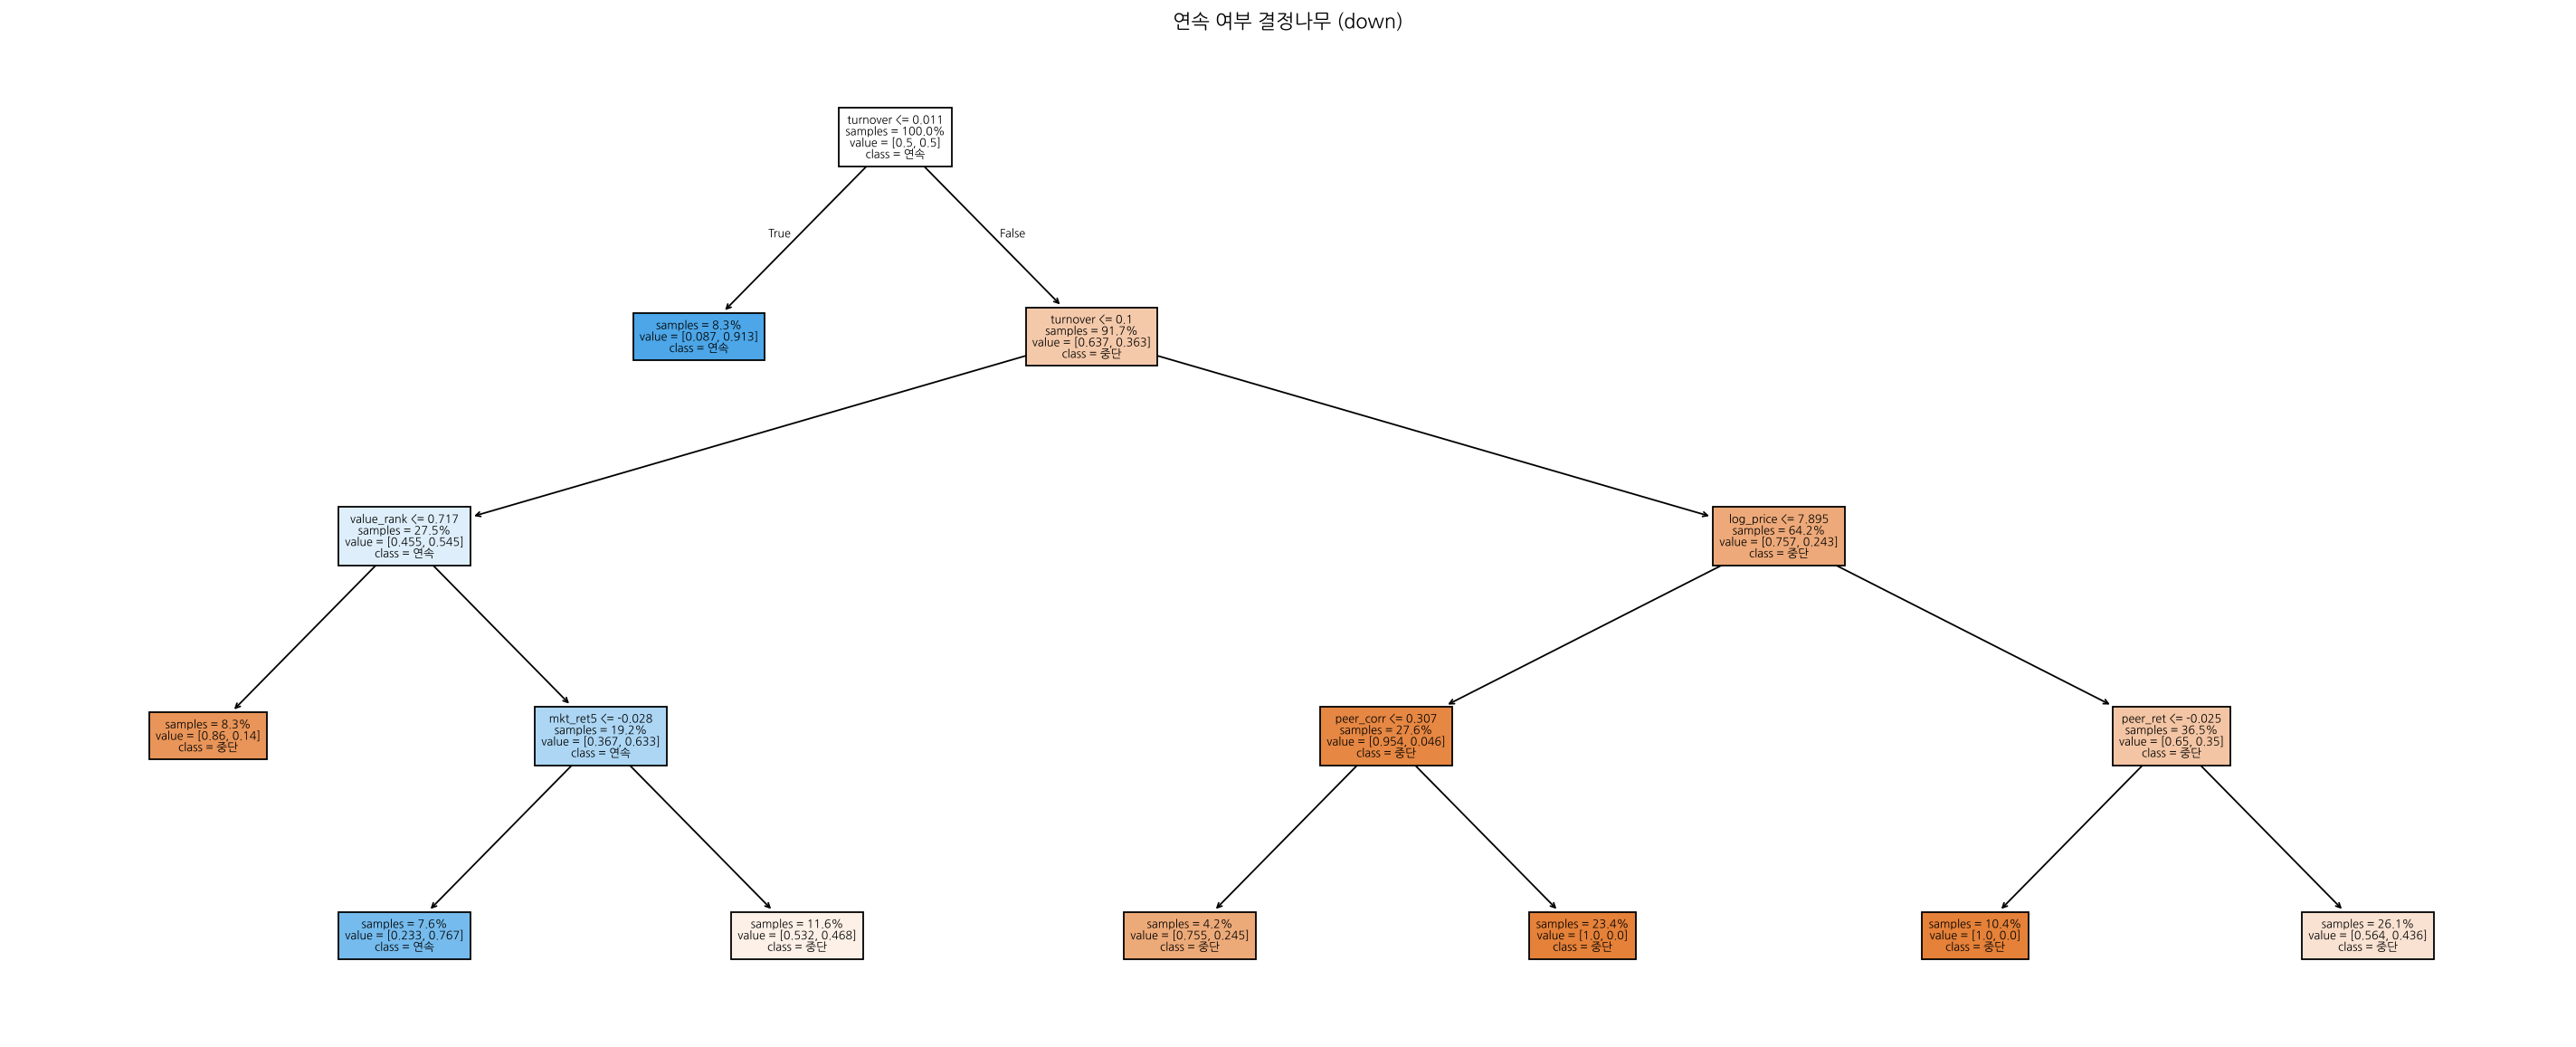 연속 여부 결정나무 (down)
turnover <= 0.011
samples = 100.0%
value = [0.5, 0.5]
class = 연속
True
False
samples = 8.3%
value = [0.087, 0.913]
class = 연속
turnover <= 0.1
samples = 91.7%
value = [0.637, 0.363]
class = 중단
value_rank <= 0.717
samples = 27.5%
value = [0.455, 0.545]
class = 연속
log_price <= 7.895
samples = 64.2%
value = [0.757, 0.243]
class = 중단
samples = 8.3%
value = [0.86, 0.14]
class = 중단
mkt_ret5 <= -0.028
samples = 19.2%
value = [0.367, 0.633]
class = 연속
peer_corr <= 0.307
samples = 27.6%
value = [0.954, 0.046]
class = 중단
peer_ret <= -0.025
samples = 36.5%
value = [0.65, 0.35]
class = 중단
samples = 7.6%
value = [0.233, 0.767]
class = 연속
samples = 11.6%
value = [0.532, 0.468]
class = 중단
samples = 4.2%
value = [0.755, 0.245]
class = 중단
samples = 23.4%
value = [1.0, 0.0]
class = 중단
samples = 10.4%
value = [1.0, 0.0]
class = 중단
samples = 26.1%
value = [0.564, 0.436]
class = 중단